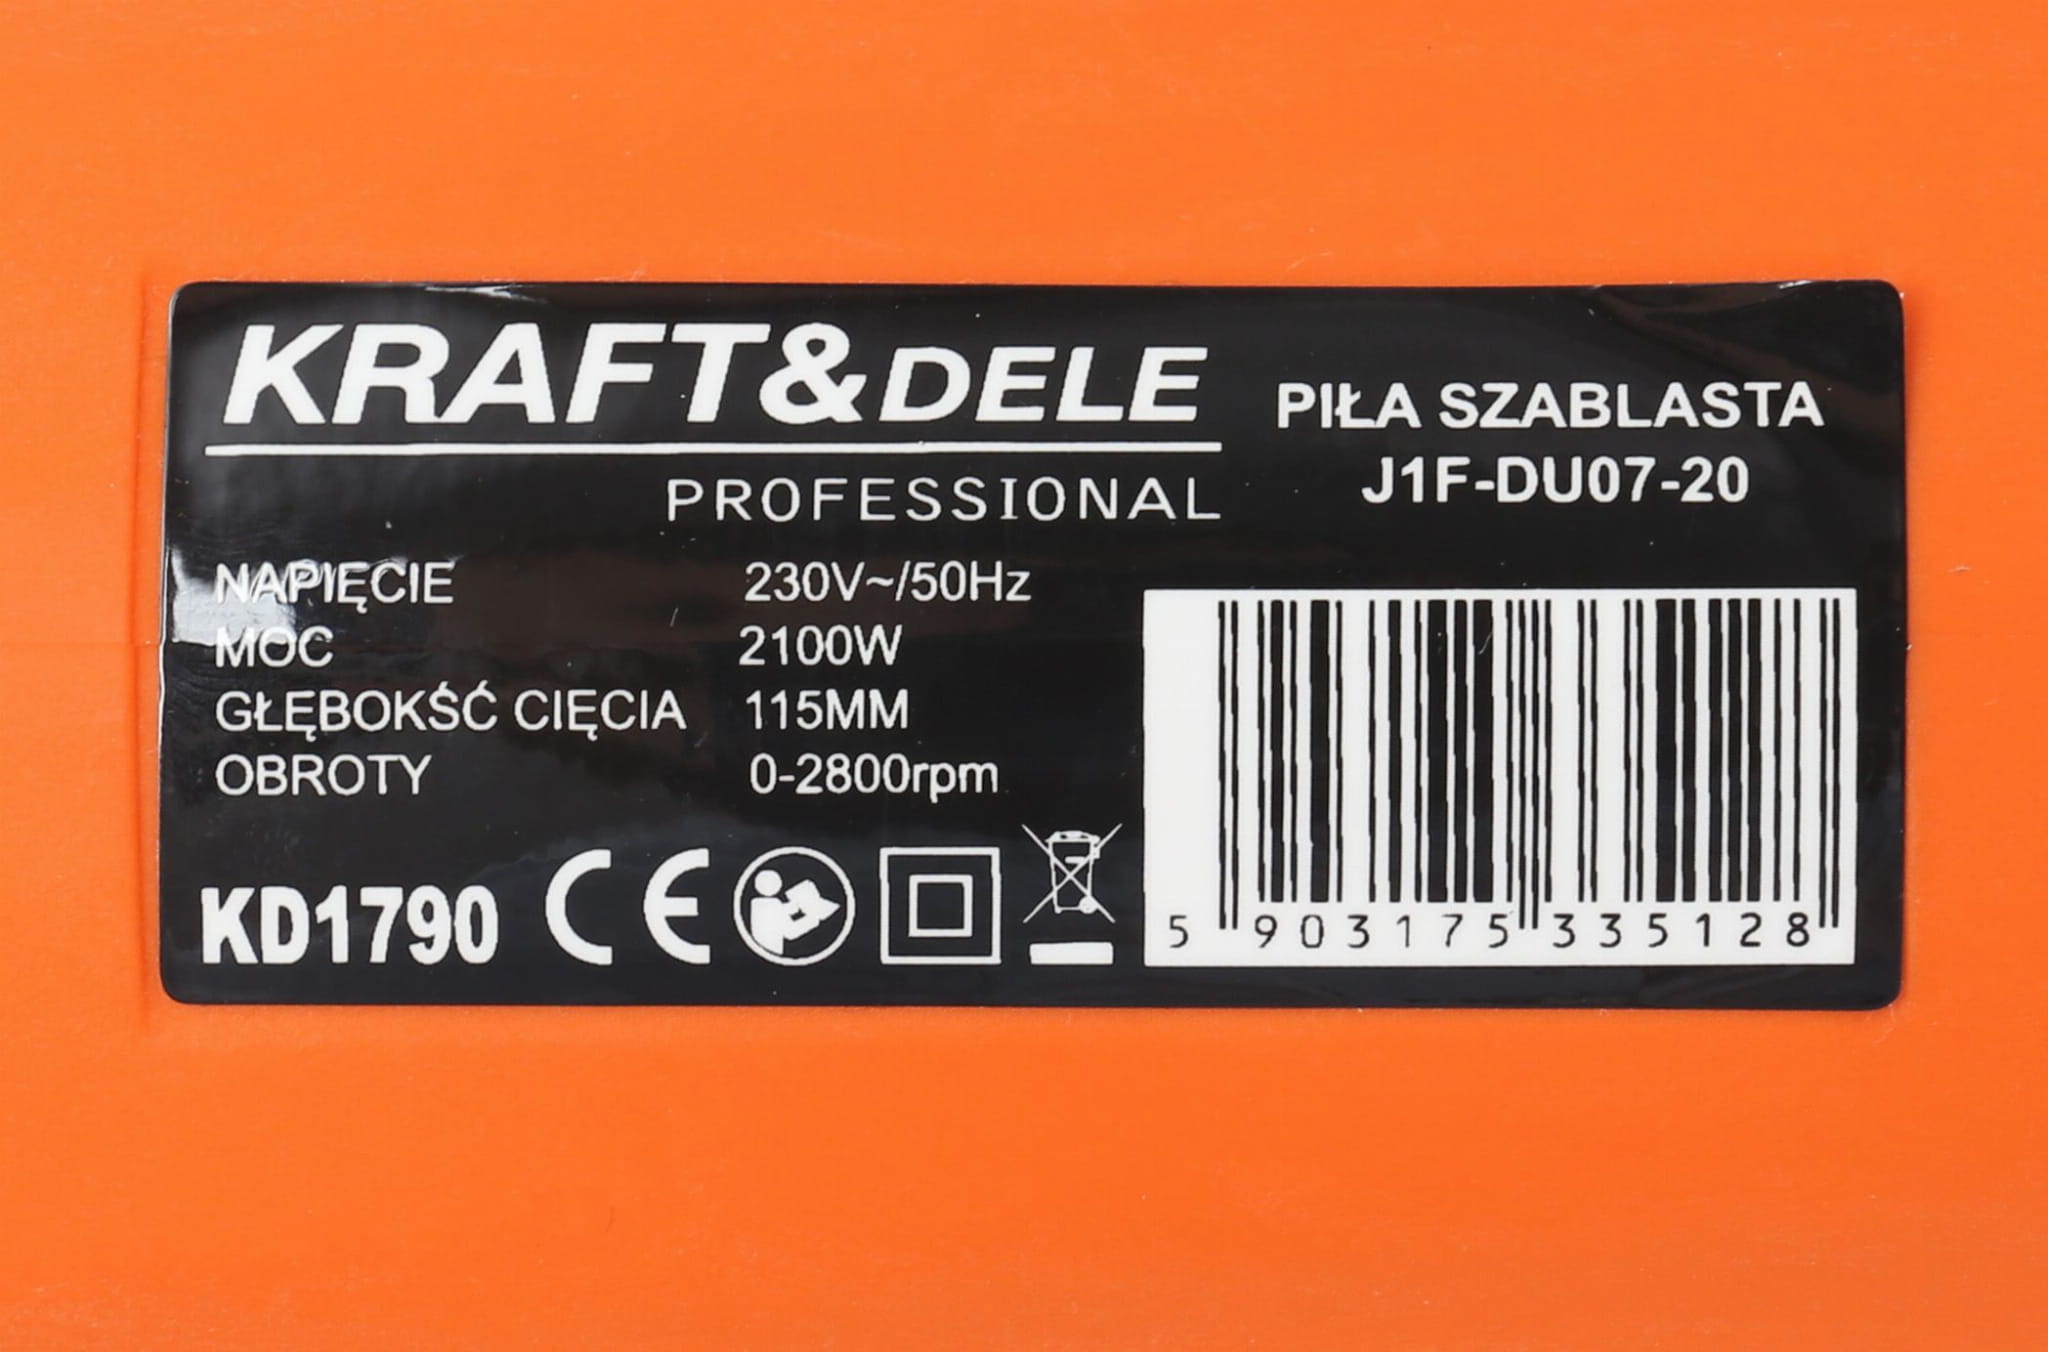 KRAFT&DELE
PROFESSIONAL
PIŁA SZABLASTA
J1F-DU07-20
NAPIĘCIE 230V~/50Hz
MOC 2100W
GŁĘBOKŚĆ CIĘCIA 115MM
OBROTY 0-2800rpm
KD1790 CE
5 903175 335128